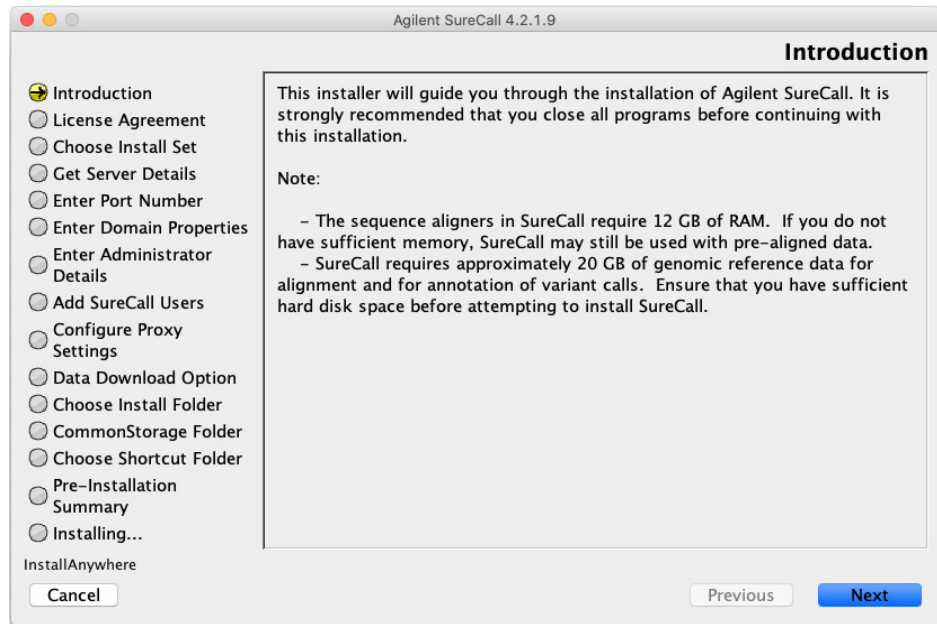 Agilent SureCall 4.2.1.9
Introduction
Introduction
License Agreement
Choose Install Set
Get Server Details
Enter Port Number
Enter Domain Properties
Enter Administrator
Details
Add SureCall Users
Configure Proxy
Settings
Data Download Option
Choose Install Folder
CommonStorage Folder
Choose Shortcut Folder
Pre-Installation
Summary
Installing...
This installer will guide you through the installation of Agilent SureCall. It is
strongly recommended that you close all programs before continuing with
this installation.
Note:
- The sequence aligners in SureCall require 12 GB of RAM.  If you do not
have sufficient memory, SureCall may still be used with pre-aligned data.
- SureCall requires approximately 20 GB of genomic reference data for
alignment and for annotation of variant calls.  Ensure that you have sufficient
hard disk space before attempting to install SureCall.
InstallAnywhere
Cancel
Previous
Next